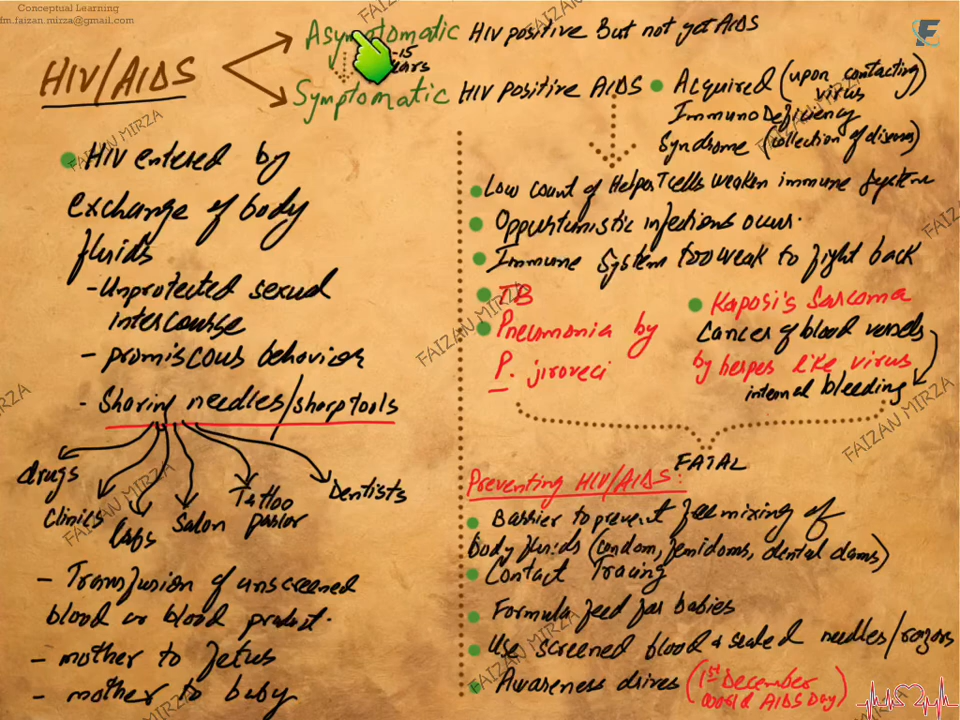 Conceptual Learning
fm.faizan.mirza@gmail.com
HIV/AIDS
Asymptomatic HIV positive But not yet AIDS
-15
Symptomatic HIV positive AIDS
Acquired (upon contacting
virus)
ImmunoDeficiency
Syndrome (collection of disease)
HIV entered by
exchange of body
fluids
-Unprotected sexual
intercourse
- promiscous behavior
- Sharing needles/sharp tools
drugs
Clinics
Labs
Salon
Tattoo
parlor
Dentists
- Transfusion of unscreened
blood or blood product.
- mother to fetus
- mother to baby
Low count of Helper T cells weaken immune System
Oppurtunistic infections occur.
Immune System too weak to fight back
TB
Pneumonia by
P. jiroveci
Kaposi's Sarcoma
Cancer of blood vessels
by herpes like virus
internal bleeding
FATAL
Preventing HIV/AIDS:
Barrier to prevent free mixing of
body fluids (condom, femidoms, dental dams)
Contact Tracing
Formula feed for babies
Use screened blood & sealed needles/razors
Awareness drives (1st December
World AIDS Day)
FAIZAN MIRZA